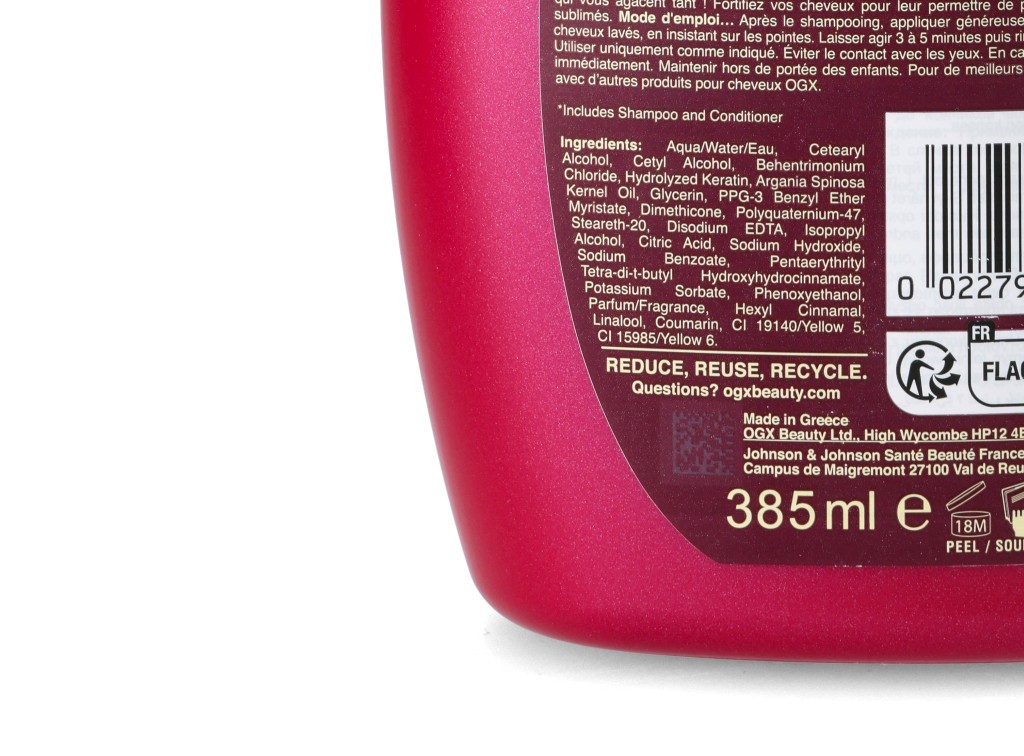 qui vous agacent tant ! Fortifiez vos cheveux pour leur permettre de
sublimés. Mode d'emploi... Après le shampooing, appliquer
cheveux lavés, en insistant sur les pointes. Laisser agir 3 à 5 minutes puis
Utiliser uniquement comme indiqué. Éviter le contact avec les yeux. En
immédiatement. Maintenir hors de portée des enfants. Pour de meilleurs
avec d'autres produits pour cheveux OGX.
*Includes Shampoo and Conditioner
Ingredients: Aqua/Water/Eau, Cetearyl
Alcohol, Cetyl Alcohol, Behentrimonium
Chloride, Hydrolyzed Keratin, Argania Spinosa
Kernel Oil, Glycerin, PPG-3 Benzyl Ether
Myristate, Dimethicone, Polyquaternium-47,
Steareth-20, Disodium EDTA, Isopropyl
Alcohol, Citric Acid, Sodium Hydroxide,
Sodium Benzoate, Pentaerythrityl
Tetra-di-t-butyl Hydroxyhydrocinnamate,
Potassium Sorbate, Phenoxyethanol,
Parfum/Fragrance, Hexyl Cinnamal,
Linalool, Coumarin, CI 19140/Yellow 5,
CI 15985/Yellow 6.
REDUCE, REUSE, RECYCLE.
Questions? ogxbeauty.com
0 02279
FR
FLAC
Made in Greece
OGX Beauty Ltd., High Wycombe HP12
Johnson & Johnson Santé Beauté France
Campus de Maigremont 27100 Val de
385 ml e
18M
PEEL /